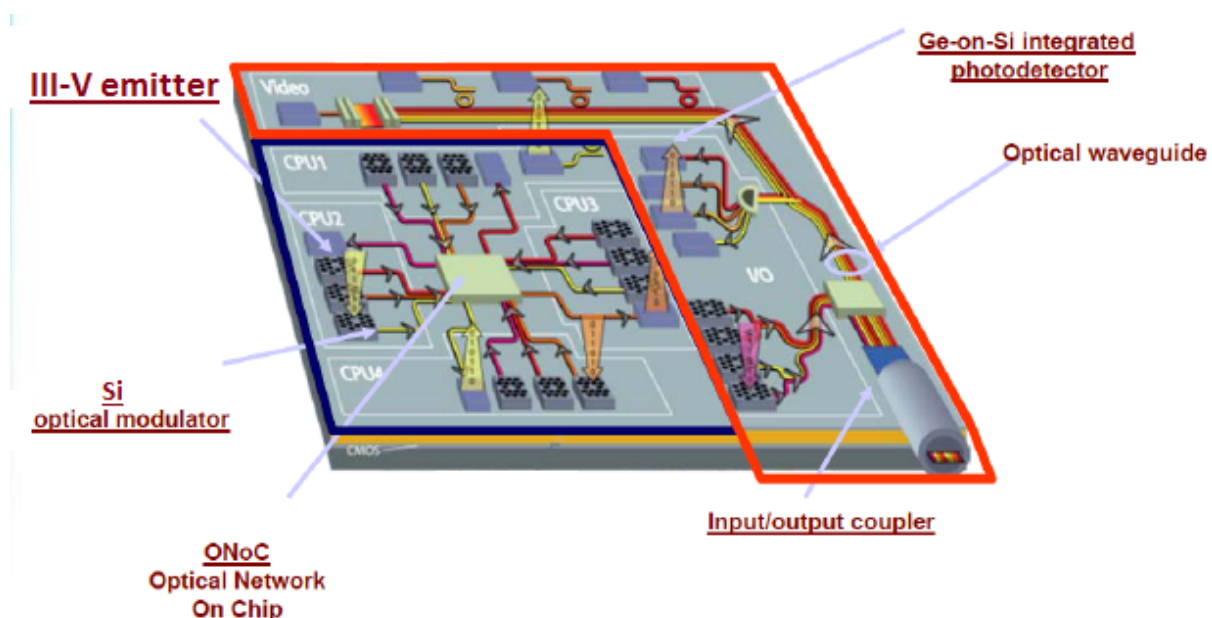 Ge-on-Si integrated
photodetector
III-V emitter
Video
Optical waveguide
CPU1
CPU2
CPU3
I/O
CPU4
Si
optical modulator
CMOS
Input/output coupler
ONoC
Optical Network
On Chip